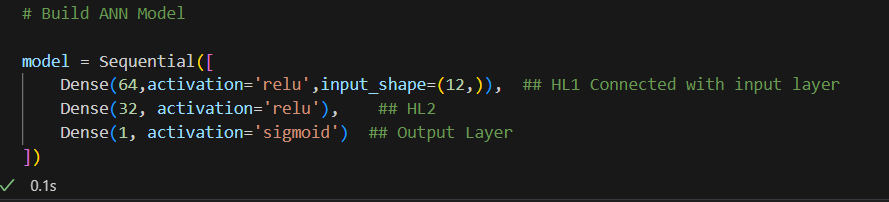 # Build ANN Model
model = Sequential([
Dense(64,activation='relu',input_shape=(12,)),  ## HL1 Connected with input layer
Dense(32, activation='relu'),    ## HL2
Dense(1, activation='sigmoid')  ## Output Layer
])
✓ 0.1s